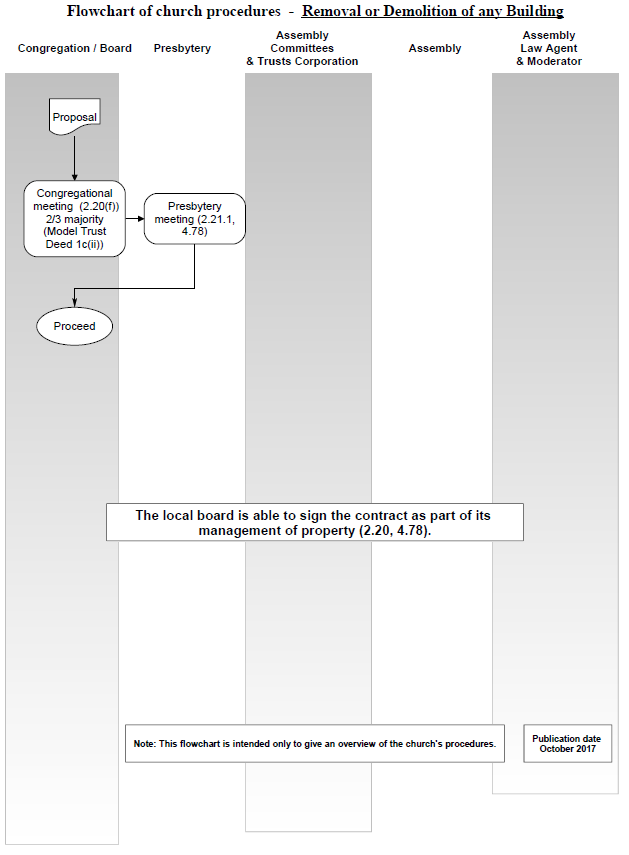 Flowchart of church procedures - Removal or Demolition of any Building
Congregation / Board
Presbytery
Assembly
Committees
& Trusts Corporation
Assembly
Assembly
Law Agent
& Moderator
Proposal
Congregational
meeting (2.20(f))
2/3 majority
(Model Trust
Deed 1c(ii))
Presbytery
meeting (2.21.1,
4.78)
Proceed
The local board is able to sign the contract as part of its
management of property (2.20, 4.78).
Note: This flowchart is intended only to give an overview of the church's procedures.
Publication date
October 2017